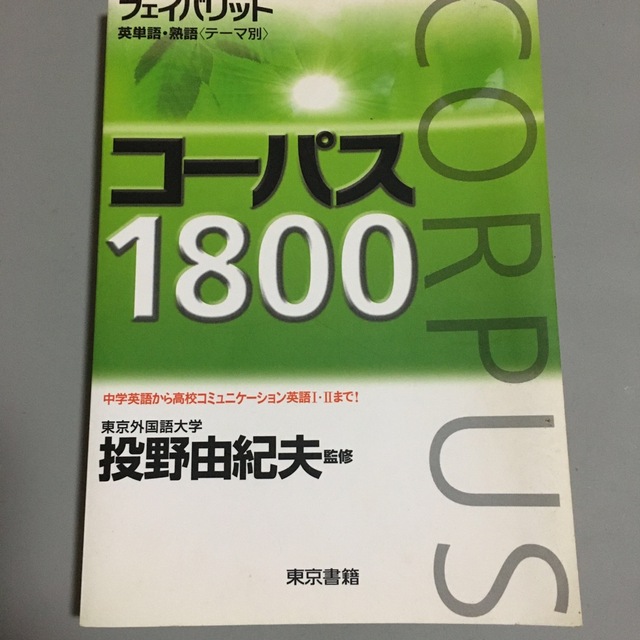 フェイバリット
英単語・熟語〈テーマ別〉
コーパス
1800
CORPUS
中学英語から高校コミュニケーション英語Ⅰ・Ⅱまで!
東京外国語大学
投野由紀夫監修
東京書籍